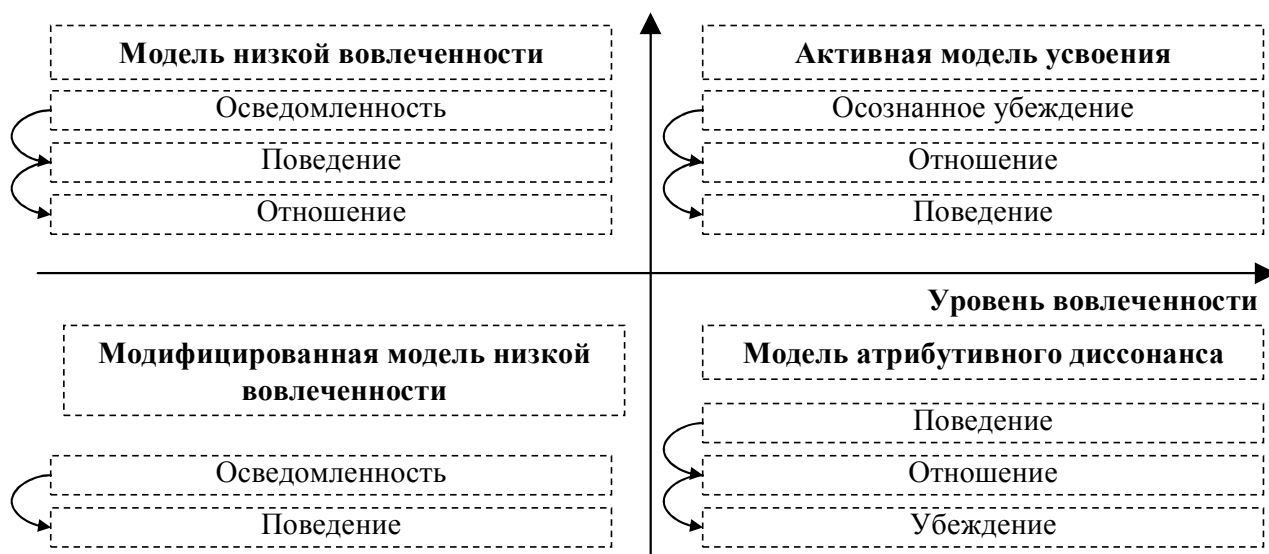 Модель низкой вовлеченности
Осведомленность
Поведение
Отношение
Активная модель усвоения
Осознанное убеждение
Отношение
Поведение
Уровень вовлеченности
Модифицированная модель низкой
вовлеченности
Осведомленность
Поведение
Модель атрибутивного диссонанса
Поведение
Отношение
Убеждение